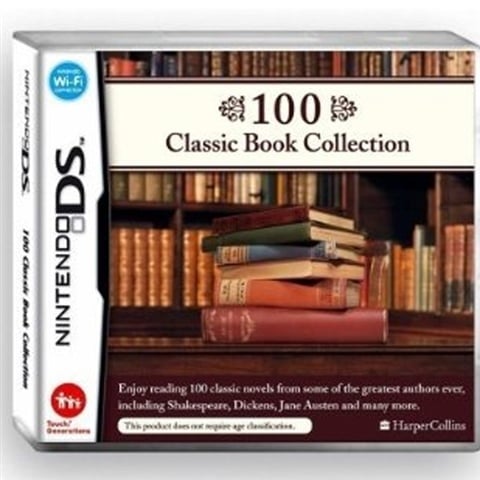 NINTENDO
Wi-Fi
CONNECTION
100
Classic Book Collection
NINTENDO DS
100 Classic Book Collection
NINTENDO DS
Enjoy reading 100 classic novels from some of the greatest authors ever,
including Shakespeare, Dickens, Jane Austen and many more.
This product does not require age classification.
HarperCollins
Touch!
Generations